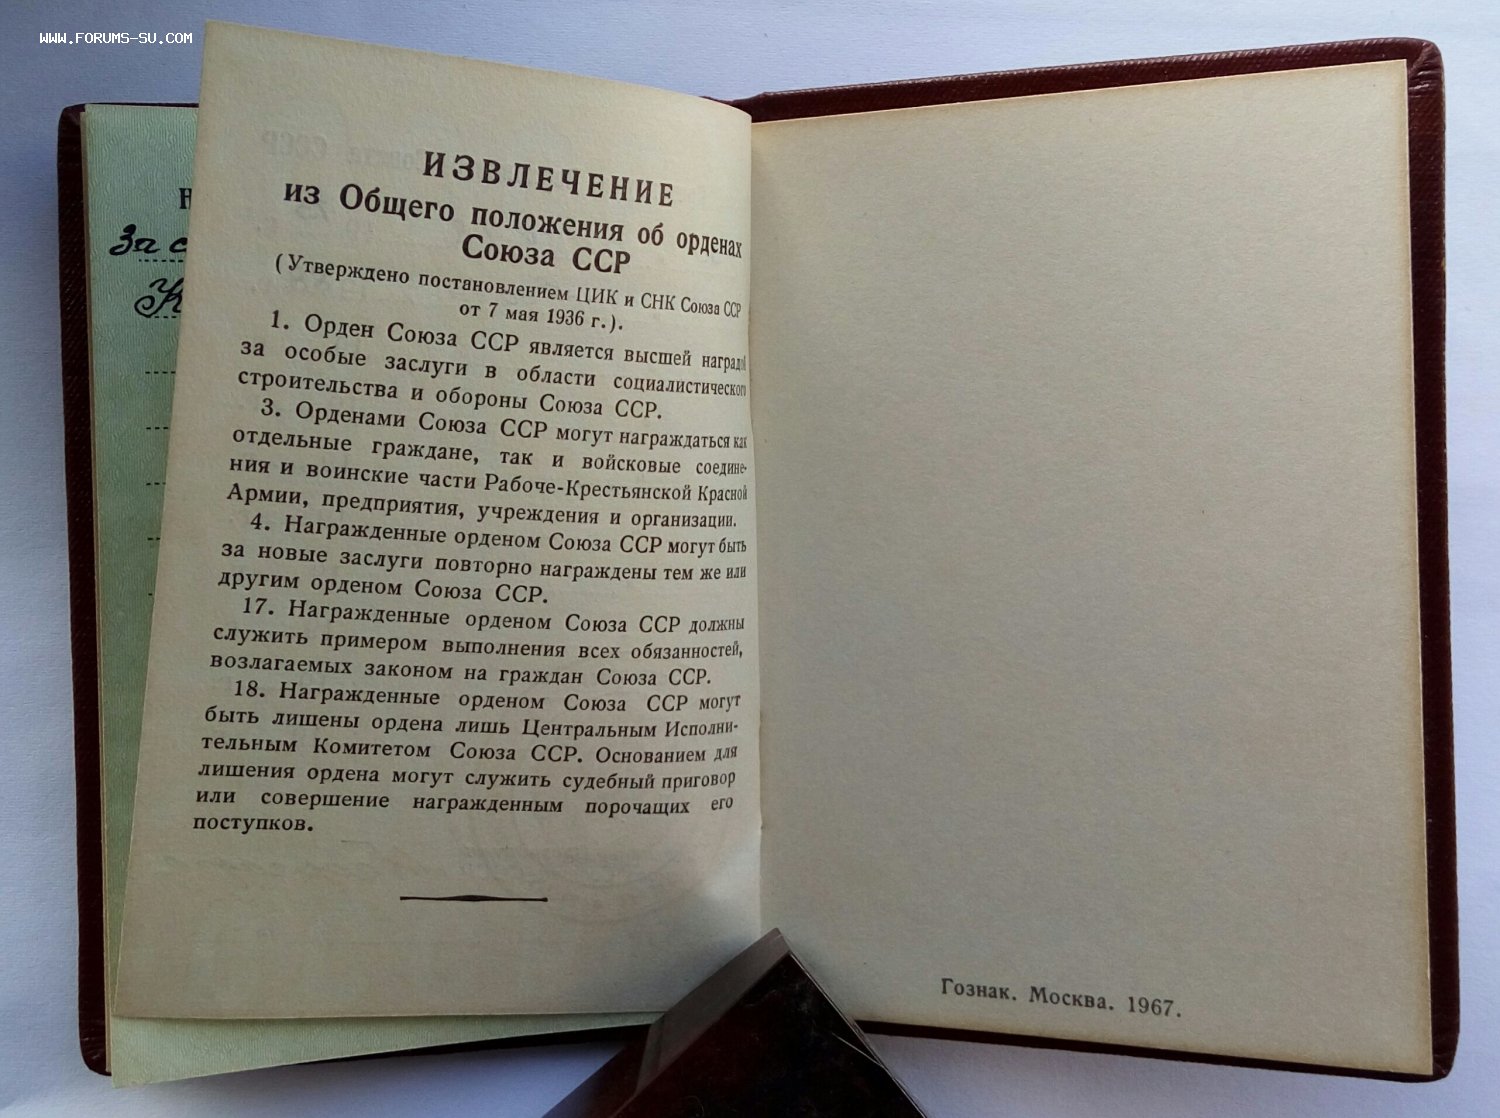 WWW.FORUMS-SU.COM
За с
ИЗВЛЕЧЕНИЕ
из Общего положения об орденах
Союза ССР
(Утверждено постановлением ЦИК и СНК Союза ССР
от 7 мая 1936 г.).
1. Орден Союза ССР является высшей наградой
за особые заслуги в области социалистического
строительства и обороны Союза ССР.
3. Орденами Союза ССР могут награждаться как
отдельные граждане, так и войсковые соедине-
ния и воинские части Рабоче-Крестьянской Красной
Армии, предприятия, учреждения и организации.
4. Награжденные орденом Союза ССР могут быть
за новые заслуги повторно награждены тем же или
другим орденом Союза ССР.
17. Награжденные орденом Союза ССР должны
служить примером выполнения всех обязанностей,
возлагаемых законом на граждан Союза ССР.
18. Награжденные орденом Союза ССР могут
быть лишены ордена лишь Центральным Исполни-
тельным Комитетом Союза ССР. Основанием для
лишения ордена могут служить судебный приговор
или совершение награжденным порочащих его
поступков.
Гознак. Москва. 1967.